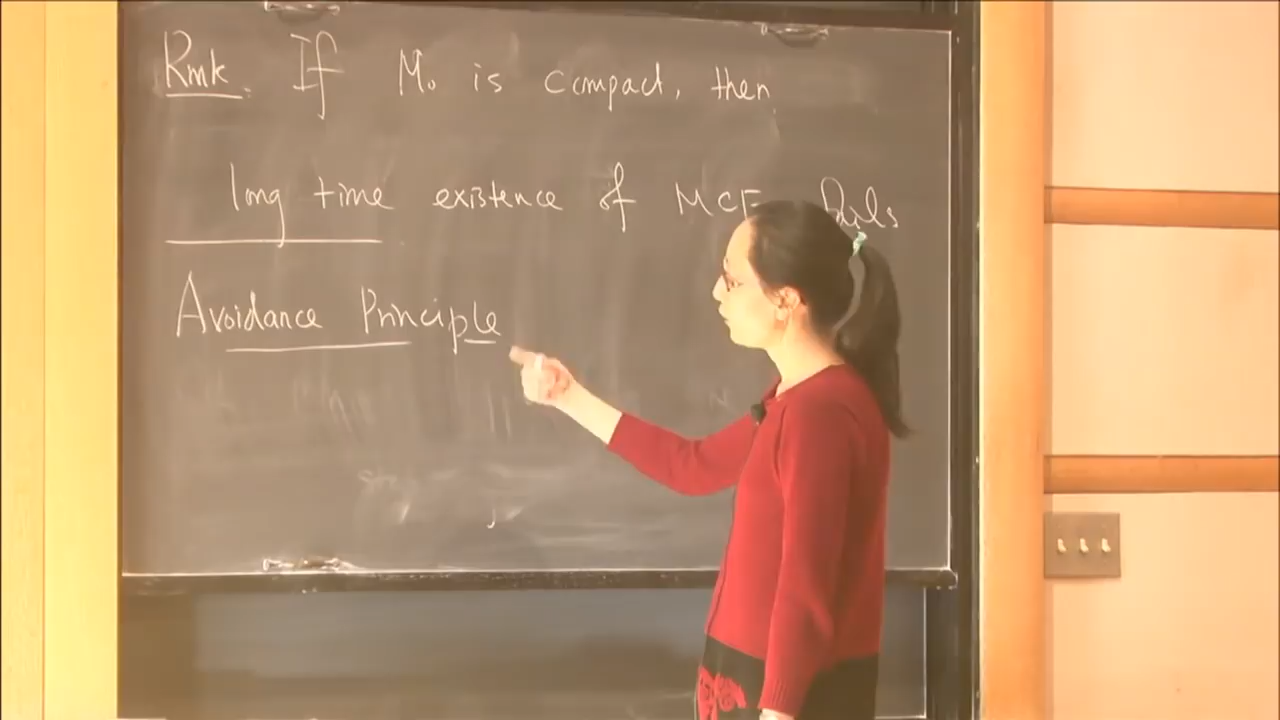 Rmk. If M₀ is compact, then
long time existence of MCF fails
Avoidance Principle